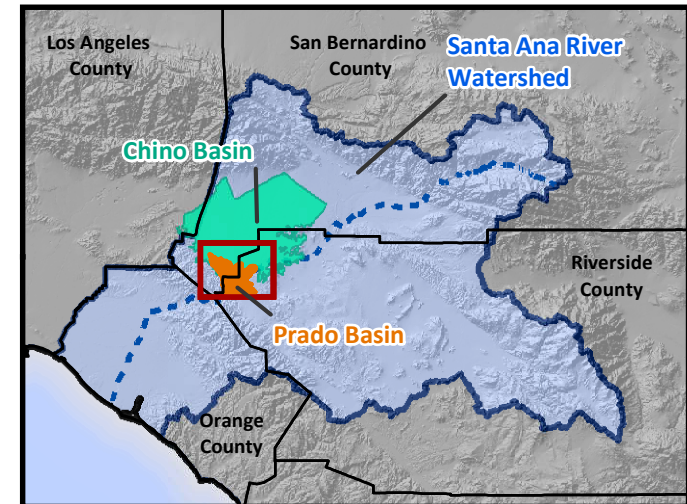 Los Angeles
County
San Bernardino
County
Santa Ana River
Watershed
Chino Basin
Riverside
County
Prado Basin
Orange
County